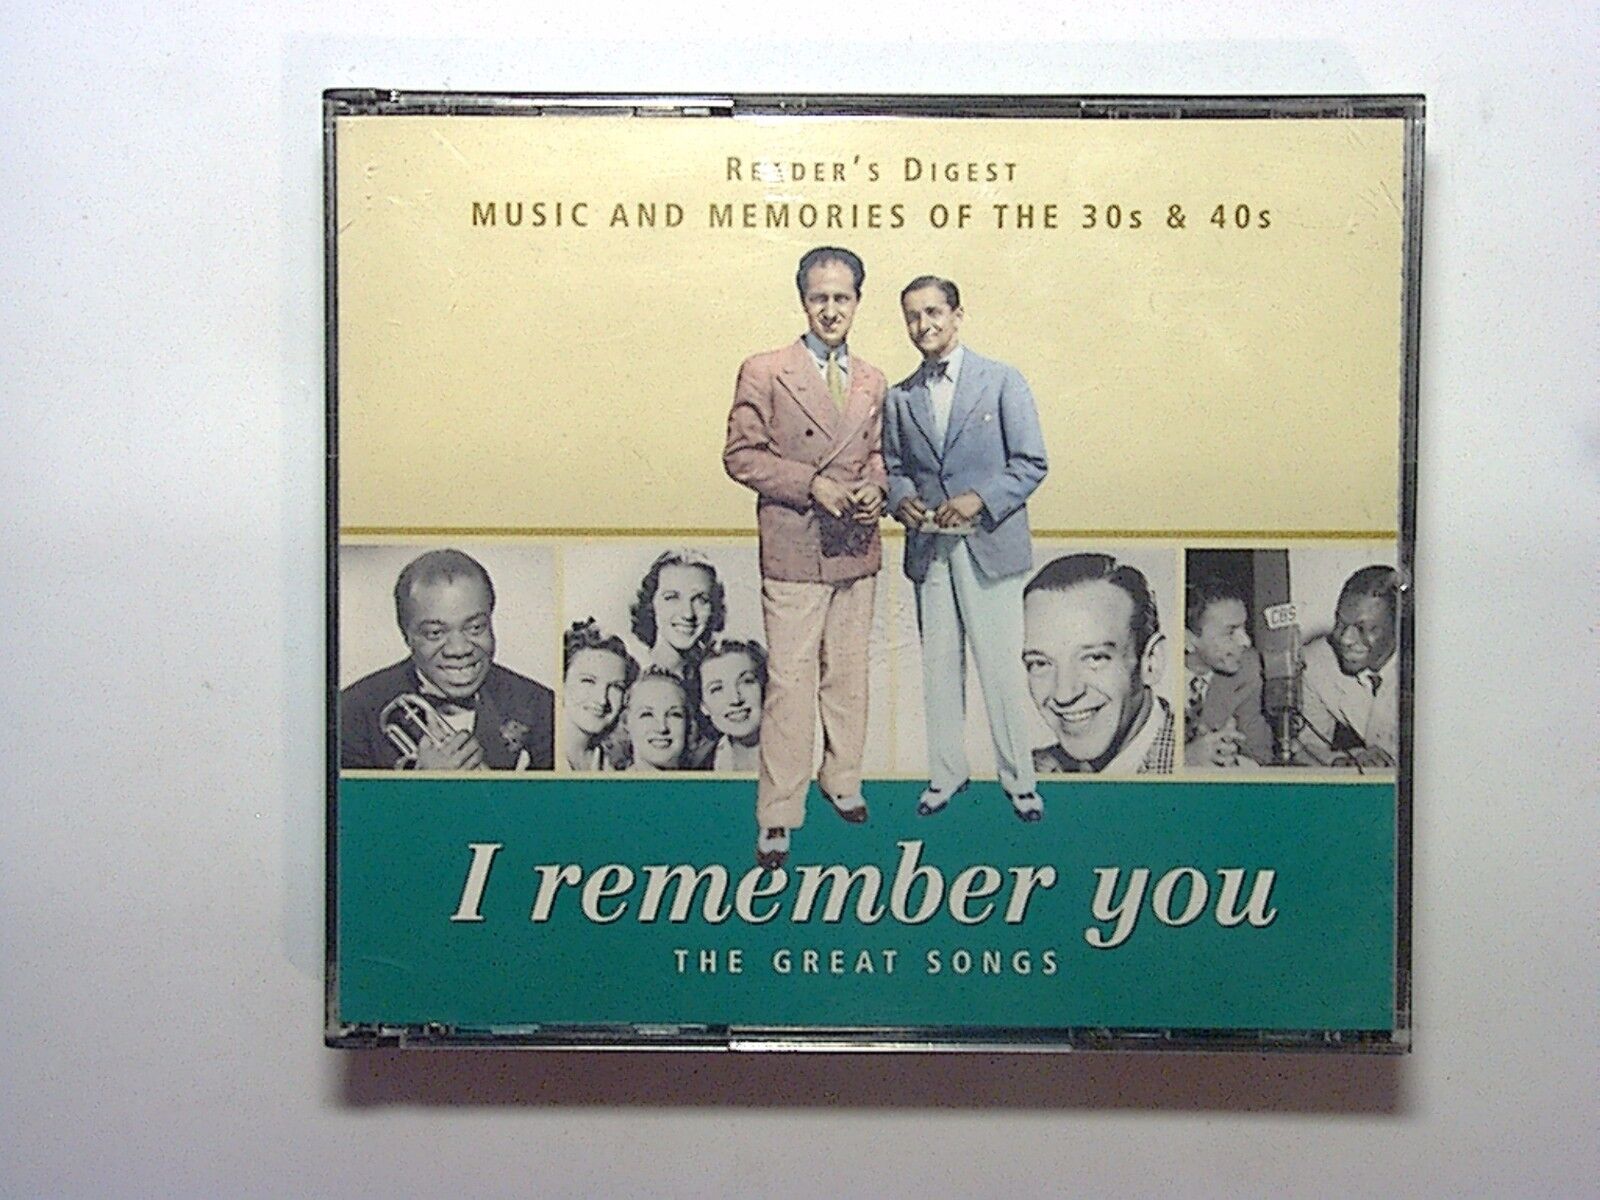 READER'S DIGEST
MUSIC AND MEMORIES OF THE 30s & 40s
CBS
I remember you
THE GREAT SONGS